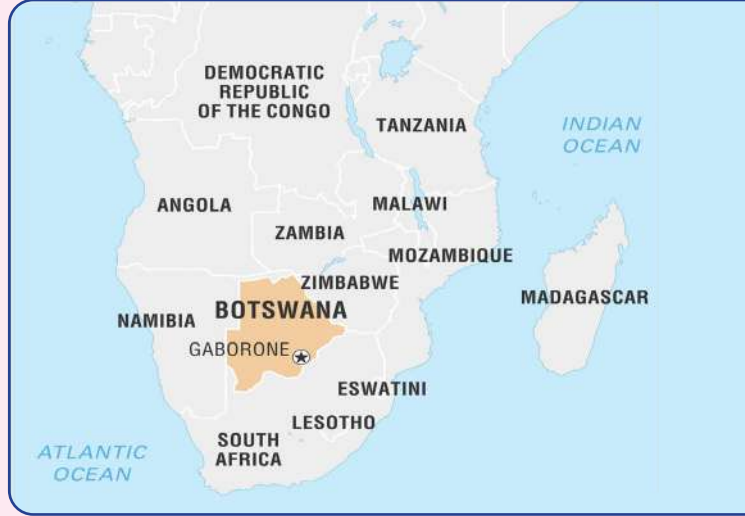 DEMOCRATIC
REPUBLIC
OF THE CONGO
TANZANIA
INDIAN
OCEAN
ANGOLA
MALAWI
ZAMBIA
MOZAMBIQUE
ZIMBABWE
MADAGASCAR
BOTSWANA
NAMIBIA
GABORONE
ESWATINI
LESOTHO
SOUTH
AFRICA
ATLANTIC
OCEAN